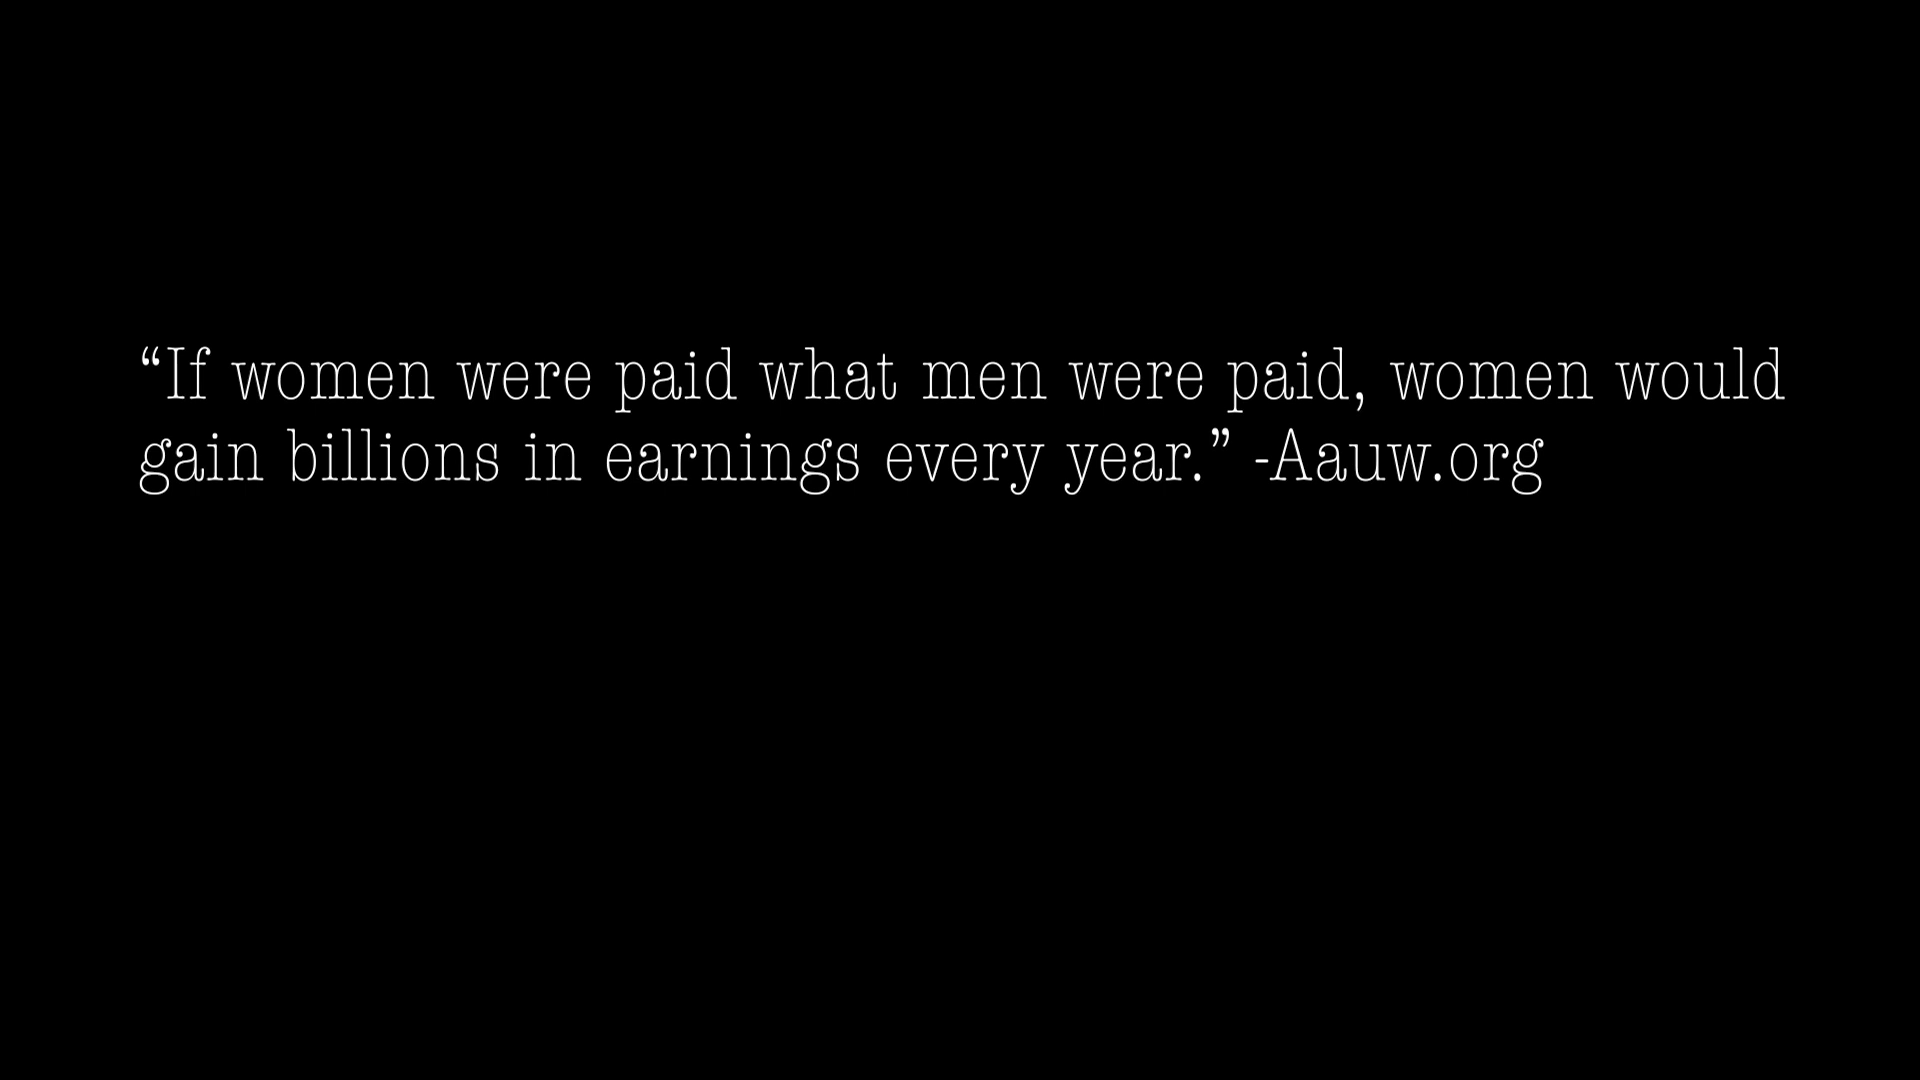 “If women were paid what men were paid, women would
gain billions in earnings every year.” -Aauw.org